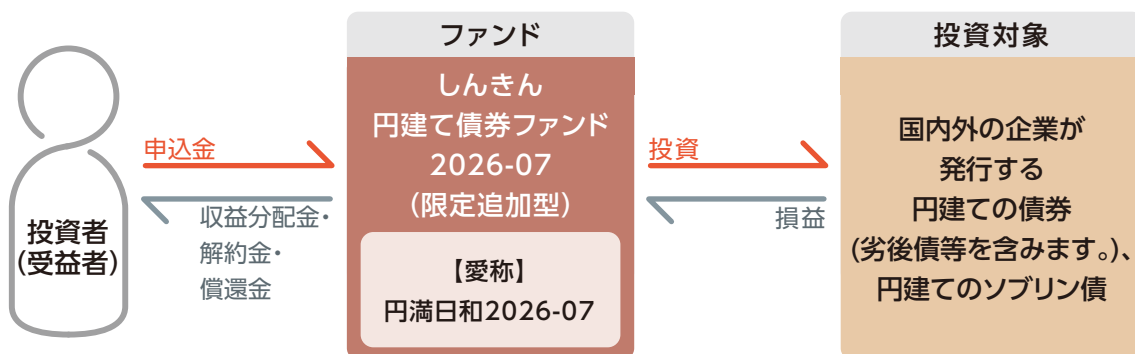 投資者
(受益者)
申込金
収益分配金・
解約金・
償還金
ファンド
しんきん
円建て債券ファンド
2026-07
(限定追加型)
【愛称】
円満日和2026-07
投資
損益
投資対象
国内外の企業が
発行する
円建ての債券
(劣後債等を含みます。)、
円建てのソブリン債